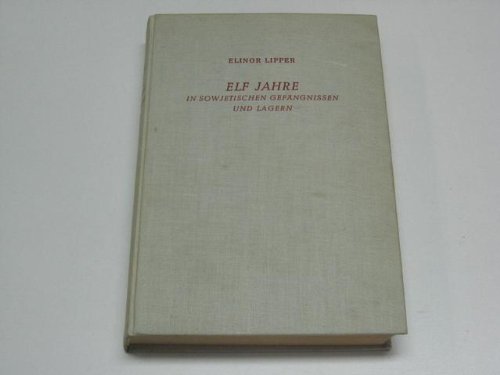 ELINOR LIPPER
ELF JAHRE
IN SOWJETISCHEN GEFÄNGNISSEN
UND LAGERN